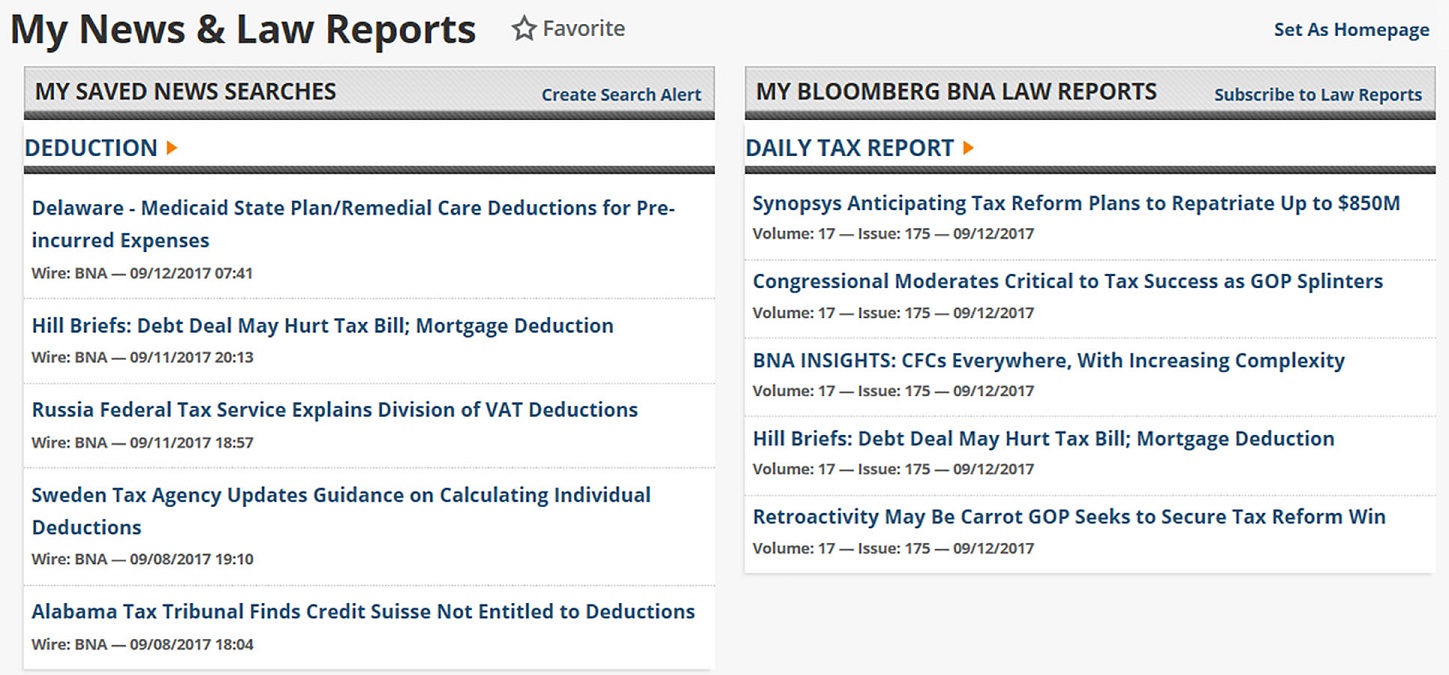 My News & Law Reports
Favorite
Set As Homepage
MY SAVED NEWS SEARCHES
Create Search Alert
DEDUCTION
Delaware - Medicaid State Plan/Remedial Care Deductions for Pre-
incurred Expenses
Wire: BNA — 09/12/2017 07:41
Hill Briefs: Debt Deal May Hurt Tax Bill; Mortgage Deduction
Wire: BNA — 09/11/2017 20:13
Russia Federal Tax Service Explains Division of VAT Deductions
Wire: BNA — 09/11/2017 18:57
Sweden Tax Agency Updates Guidance on Calculating Individual
Deductions
Wire: BNA — 09/08/2017 19:10
Alabama Tax Tribunal Finds Credit Suisse Not Entitled to Deductions
Wire: BNA — 09/08/2017 18:04
MY BLOOMBERG BNA LAW REPORTS
Subscribe to Law Reports
DAILY TAX REPORT
Synopsys Anticipating Tax Reform Plans to Repatriate Up to $850M
Volume: 17 — Issue: 175 — 09/12/2017
Congressional Moderates Critical to Tax Success as GOP Splinters
Volume: 17 — Issue: 175 — 09/12/2017
BNA INSIGHTS: CFCs Everywhere, With Increasing Complexity
Volume: 17 — Issue: 175 — 09/12/2017
Hill Briefs: Debt Deal May Hurt Tax Bill; Mortgage Deduction
Volume: 17 — Issue: 175 — 09/12/2017
Retroactivity May Be Carrot GOP Seeks to Secure Tax Reform Win
Volume: 17 — Issue: 175 — 09/12/2017